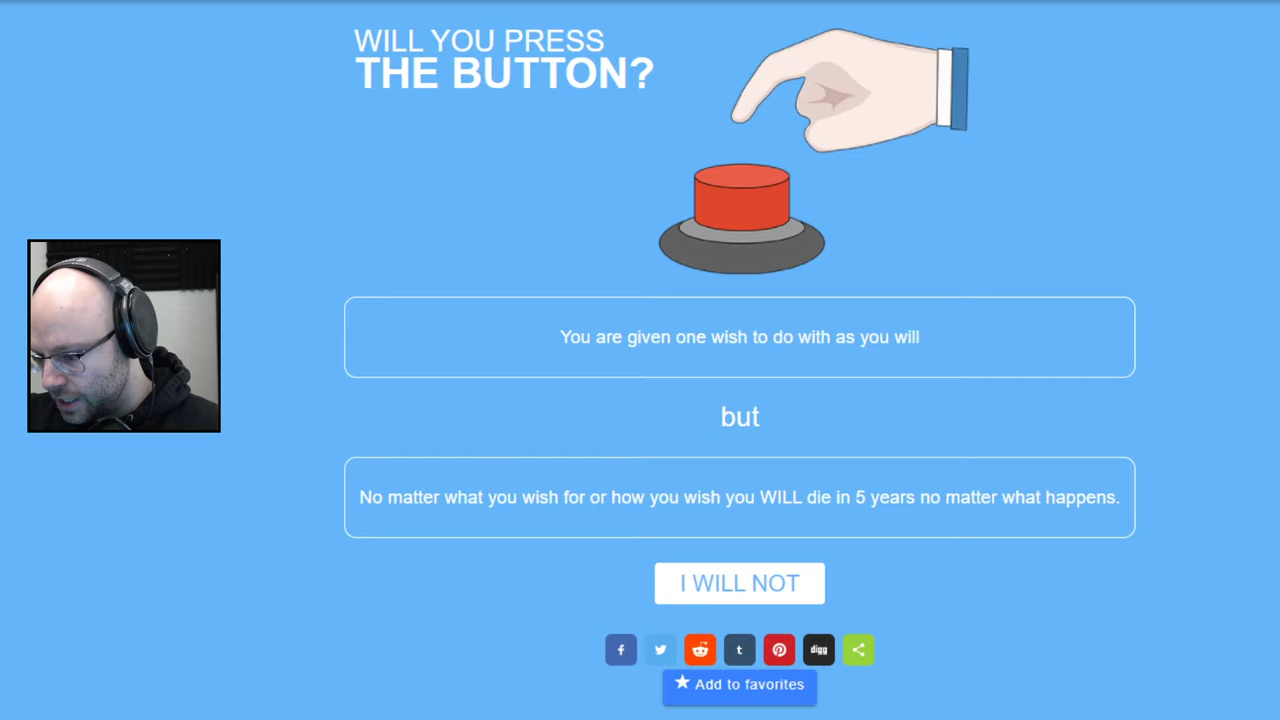 WILL YOU PRESS
THE BUTTON?
You are given one wish to do with as you will
but
No matter what you wish for or how you wish you WILL die in 5 years no matter what happens.
I WILL NOT
f
t
digg
Add to favorites